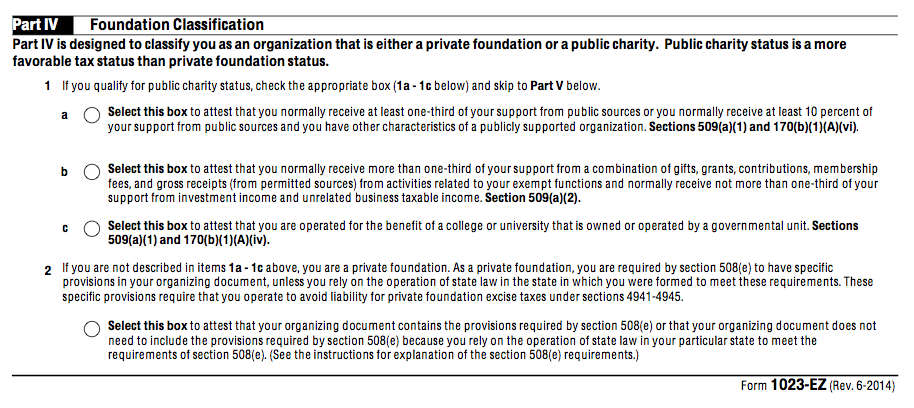 Part IV Foundation Classification
Part IV is designed to classify you as an organization that is either a private foundation or a public charity. Public charity status is a more
favorable tax status than private foundation status.
1 If you qualify for public charity status, check the appropriate box (1a - 1c below) and skip to Part V below.
a Select this box to attest that you normally receive at least one-third of your support from public sources or you normally receive at least 10 percent of
your support from public sources and you have other characteristics of a publicly supported organization. Sections 509(a)(1) and 170(b)(1)(A)(vi).
b Select this box to attest that you normally receive more than one-third of your support from a combination of gifts, grants, contributions, membership
fees, and gross receipts (from permitted sources) from activities related to your exempt functions and normally receive not more than one-third of your
support from investment income and unrelated business taxable income. Section 509(a)(2).
c Select this box to attest that you are operated for the benefit of a college or university that is owned or operated by a governmental unit. Sections
509(a)(1) and 170(b)(1)(A)(iv).
2 If you are not described in items 1a - 1c above, you are a private foundation. As a private foundation, you are required by section 508(e) to have specific
provisions in your organizing document, unless you rely on the operation of state law in the state in which you were formed to meet these requirements. These
specific provisions require that you operate to avoid liability for private foundation excise taxes under sections 4941-4945.
Select this box to attest that your organizing document contains the provisions required by section 508(e) or that your organizing document does not
need to include the provisions required by section 508(e) because you rely on the operation of state law in your particular state to meet the
requirements of section 508(e). (See the instructions for explanation of the section 508(e) requirements.)
Form 1023-EZ (Rev. 6-2014)